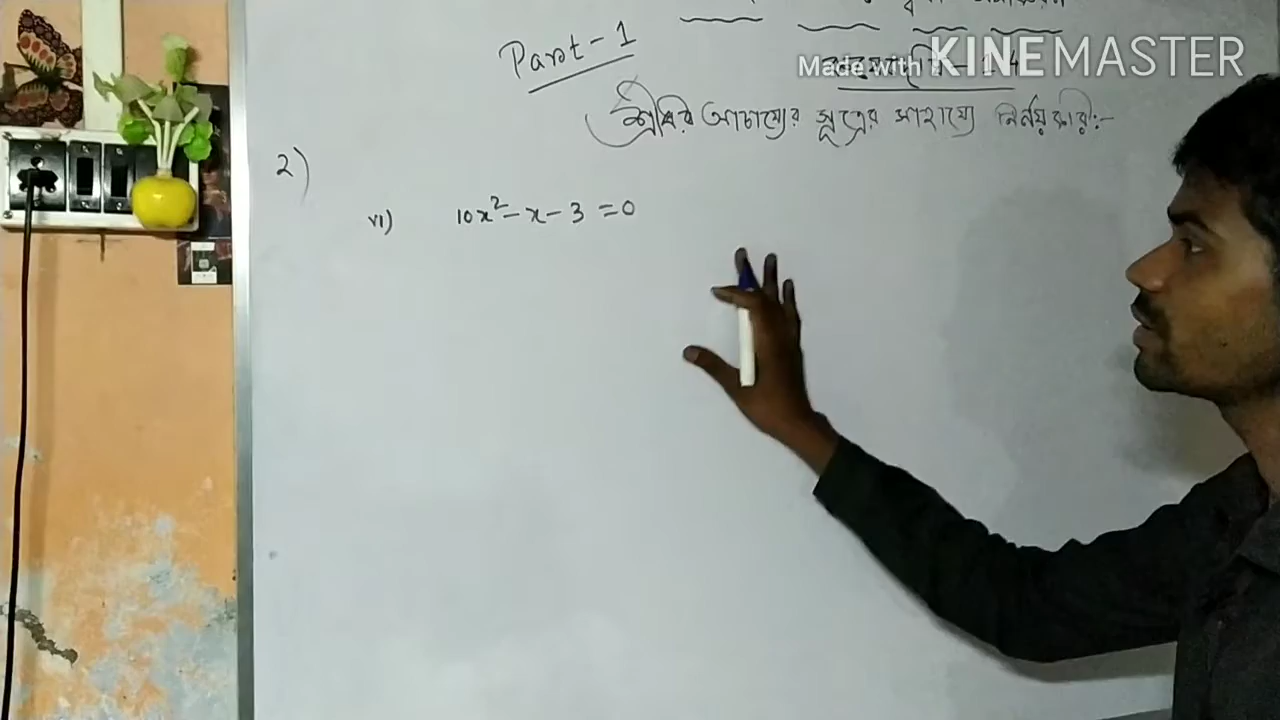 Part-1
Made with KINEMASTER
শ্রীধর আচার্য্যের সূত্রের সাহায্যে নির্ণয় করি:-
2)
vi) 10x²-x-3=0